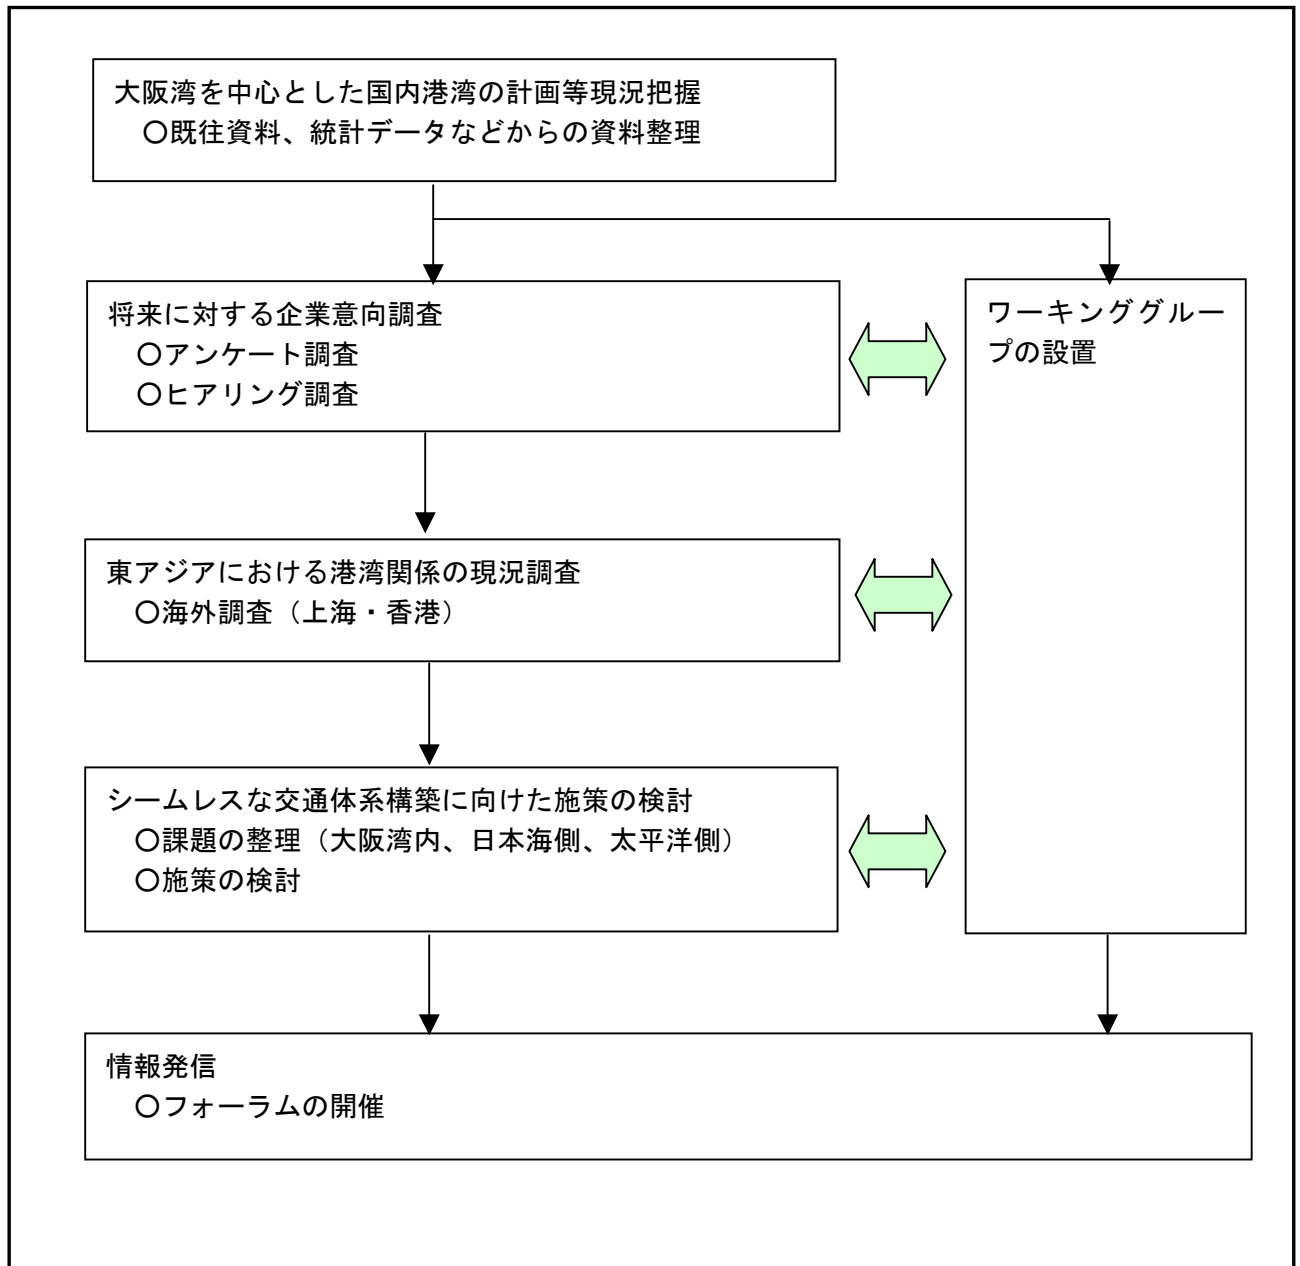 大阪湾を中心とした国内港湾の計画等現況把握
〇既往資料、統計データなどからの資料整理
将来に対する企業意向調査
〇アンケート調査
〇ヒアリング調査
ワーキンググルー
プの設置
東アジアにおける港湾関係の現況調査
〇海外調査（上海・香港）
シームレスな交通体系構築に向けた施策の検討
〇課題の整理（大阪湾内、日本海側、太平洋側）
〇施策の検討
情報発信
〇フォーラムの開催